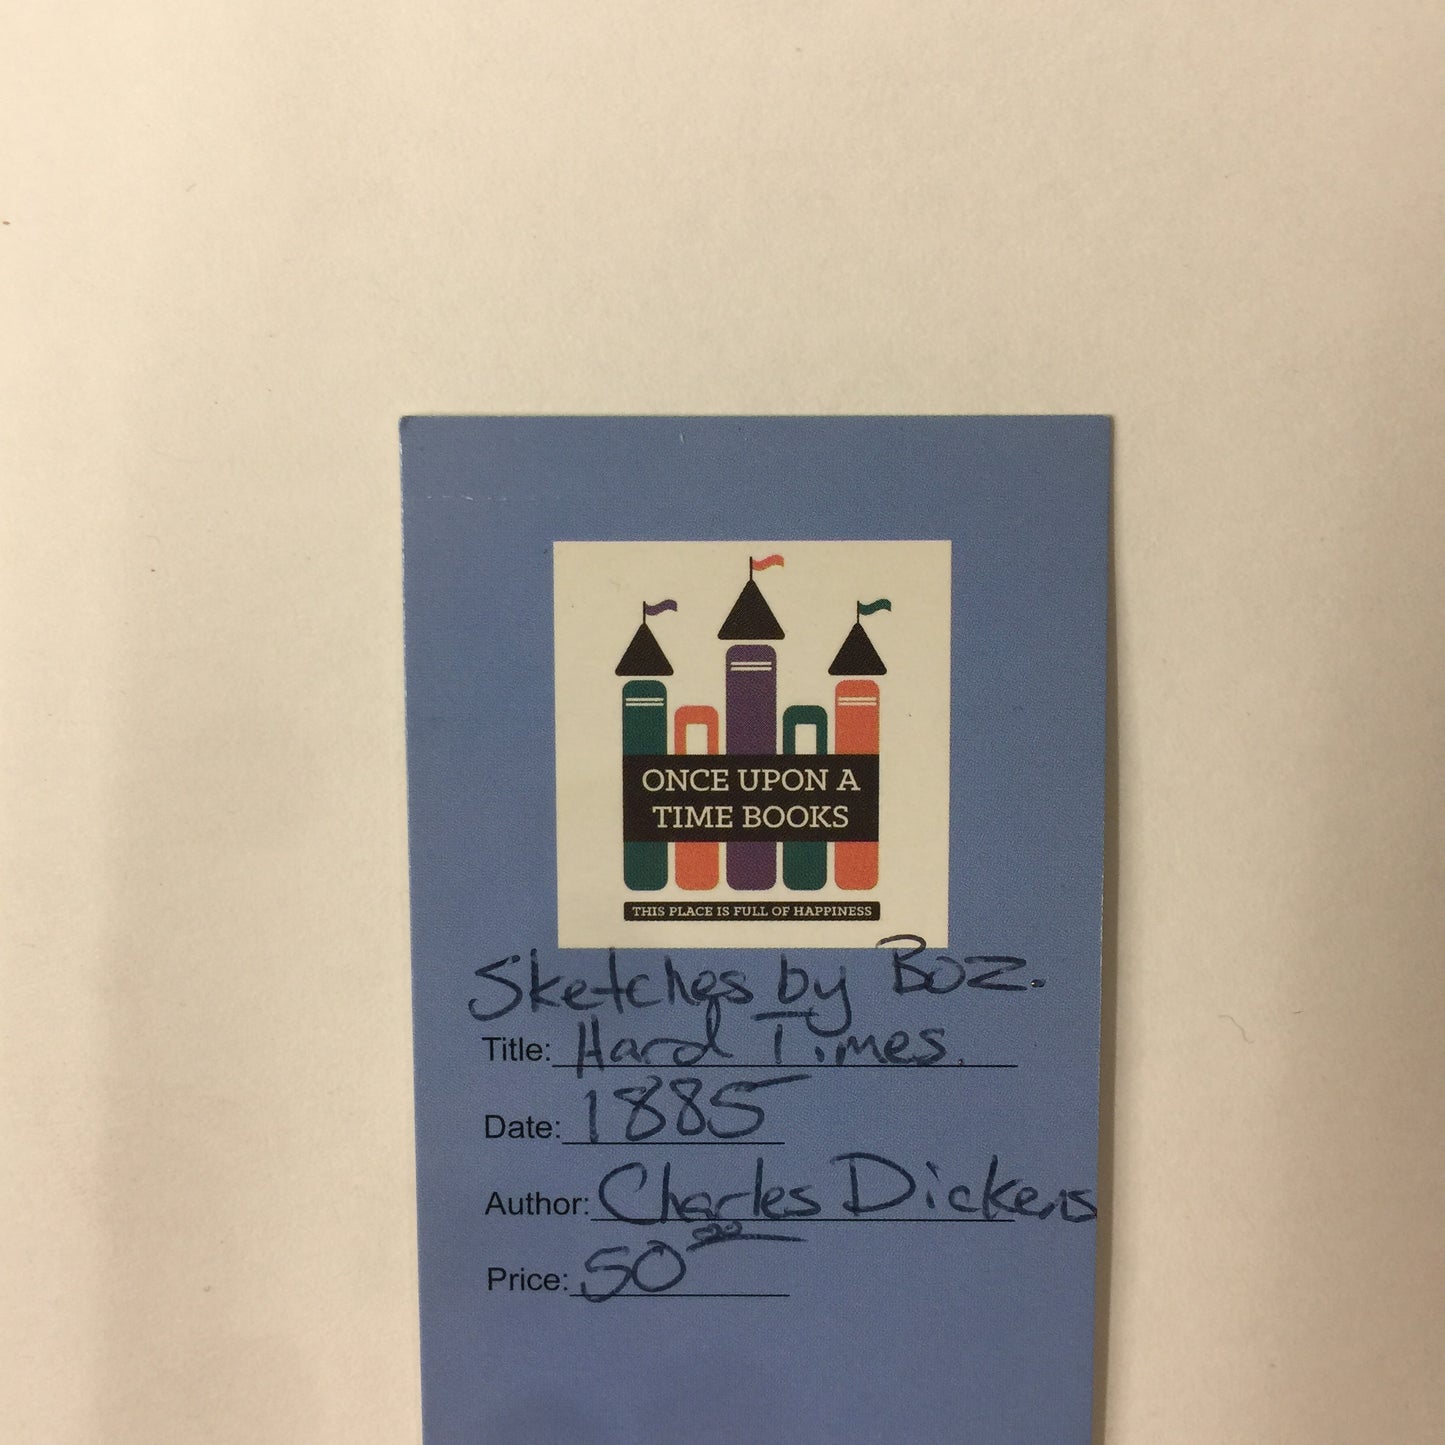 ONCE UPON A
TIME BOOKS
THIS PLACE IS FULL OF HAPPINESS
Sketches by Boz.
Title: Hard Times.
Date: 1885
Author: Charles Dickens
Price: 50 00